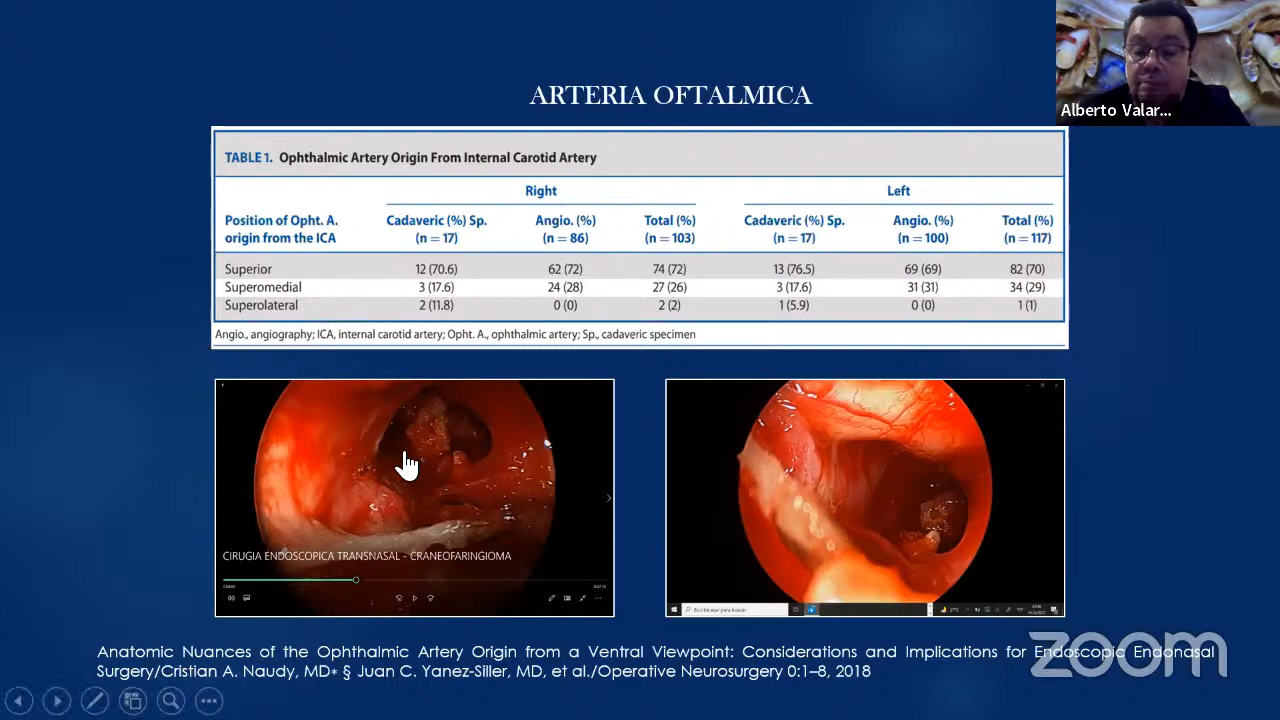 Alberto Valar...
ARTERIA OFTALMICA
TABLE 1. Ophthalmic Artery Origin From Internal Carotid Artery
Right Left
Position of Opht. A. Cadaveric (%) Sp. Angio. (%) Total (%) Cadaveric (%) Sp. Angio. (%) Total (%)
origin from the ICA (n = 17) (n = 86) (n = 103) (n = 17) (n = 100) (n = 117)
Superior 12 (70.6) 62 (72) 74 (72) 13 (76.5) 69 (69) 82 (70)
Superomedial 3 (17.6) 24 (28) 27 (26) 3 (17.6) 31 (31) 34 (29)
Superolateral 2 (11.8) 0 (0) 2 (2) 1 (5.9) 0 (0) 1 (1)
Angio., angiography; ICA, internal carotid artery; Opht. A., ophthalmic artery; Sp., cadaveric specimen
CIRUGIA ENDOSCOPICA TRANSNASAL - CRANEOFARINGIOMA
Escribe aquí para buscar
27°C
Anatomic Nuances of the Ophthalmic Artery Origin from a Ventral Viewpoint: Considerations and Implications for Endoscopic Endonasal
Surgery/Cristian A. Naudy, MD* § Juan C. Yanez-Siller, MD, et al./Operative Neurosurgery 0:1–8, 2018
zoom